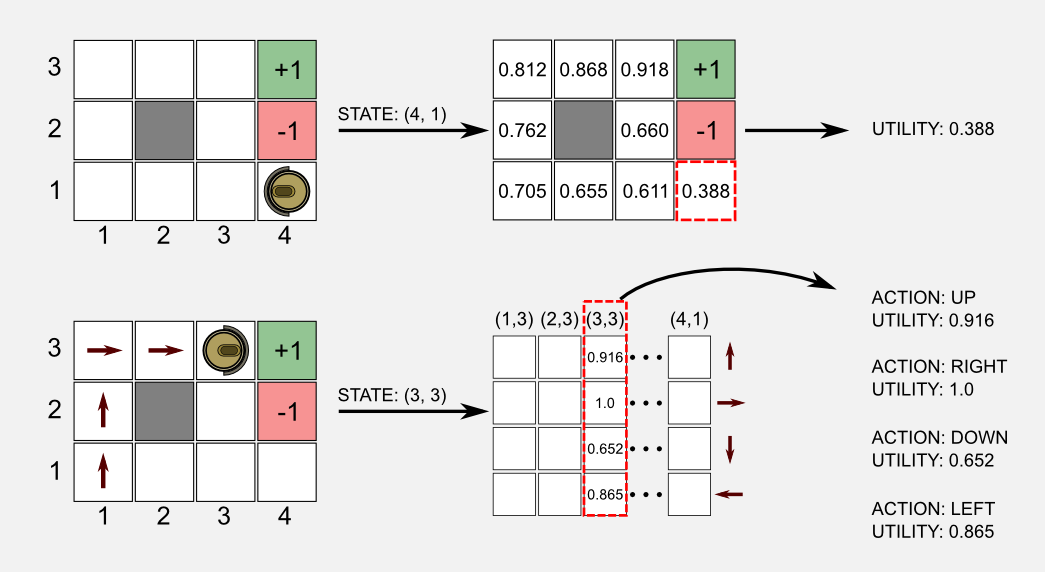 3
+1
2
-1
1
1 2 3 4
STATE: (4, 1)
0.812 0.868 0.918 +1
0.762 0.660 -1
0.705 0.655 0.611 0.388
UTILITY: 0.388
3
+1
2
-1
1
1 2 3 4
STATE: (3, 3)
(1,3) (2,3) (3,3) (4,1)
0.916
1.0
0.652
0.865
ACTION: UP
UTILITY: 0.916
ACTION: RIGHT
UTILITY: 1.0
ACTION: DOWN
UTILITY: 0.652
ACTION: LEFT
UTILITY: 0.865